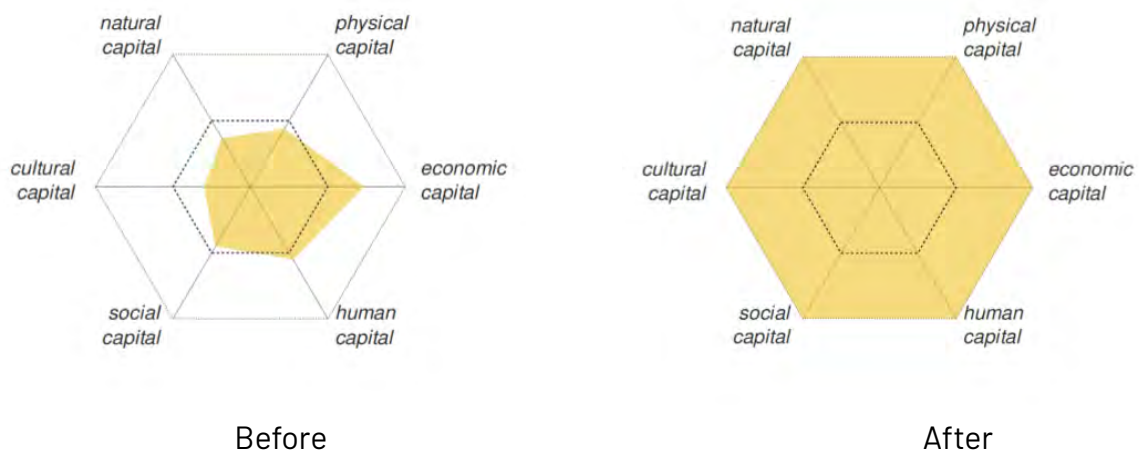 natural
capital
physical
capital
cultural
capital
economic
capital
social
capital
human
capital
Before
natural
capital
physical
capital
cultural
capital
economic
capital
social
capital
human
capital
After